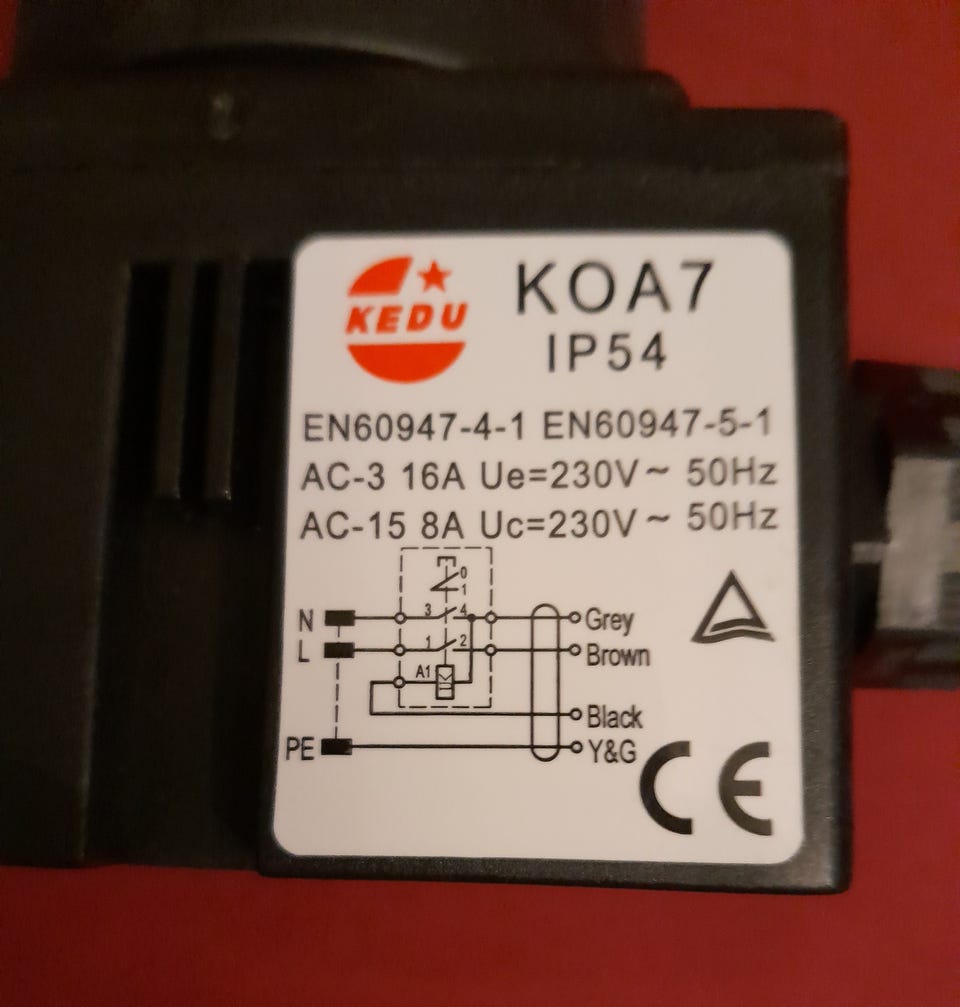 KEDU
KOA7
IP54
EN60947-4-1 EN60947-5-1
AC-3 16A Ue=230V~ 50Hz
AC-15 8A Uc=230V~ 50Hz
0
1
N 3 4 Grey
L 1 2 Brown
A1
Black
PE Y&G
CE